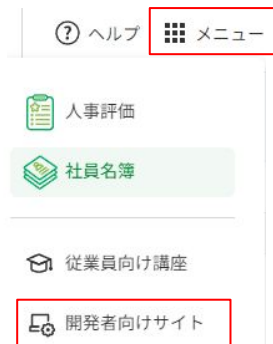 ヘルプ メニュー
人事評価
社員名簿
従業員向け講座
開発者向けサイト